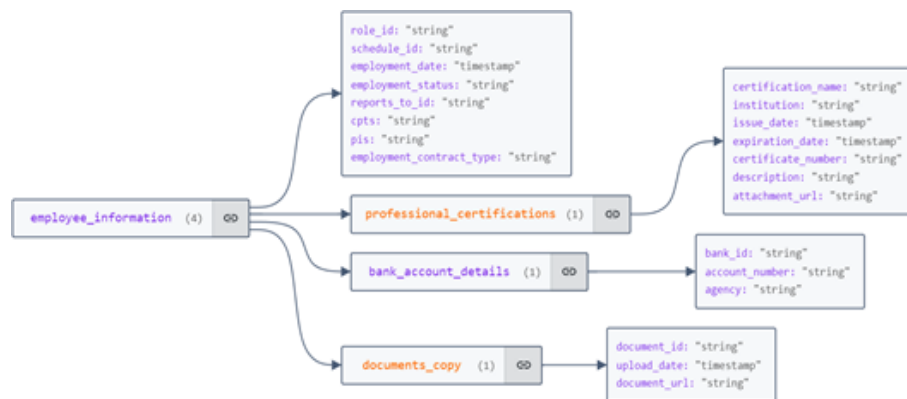 role_id: "string"
schedule_id: "string"
employment_date: "timestamp"
employment_status: "string"
reports_to_id: "string"
cpts: "string"
pis: "string"
employment_contract_type: "string"
certification_name: "string"
institution: "string"
issue_date: "timestamp"
expiration_date: "timestamp"
certificate_number: "string"
description: "string"
attachment_url: "string"
employee_information (4)
professional_certifications (1)
bank_account_details (1)
bank_id: "string"
account_number: "string"
agency: "string"
documents_copy (1)
document_id: "string"
upload_date: "timestamp"
document_url: "string"